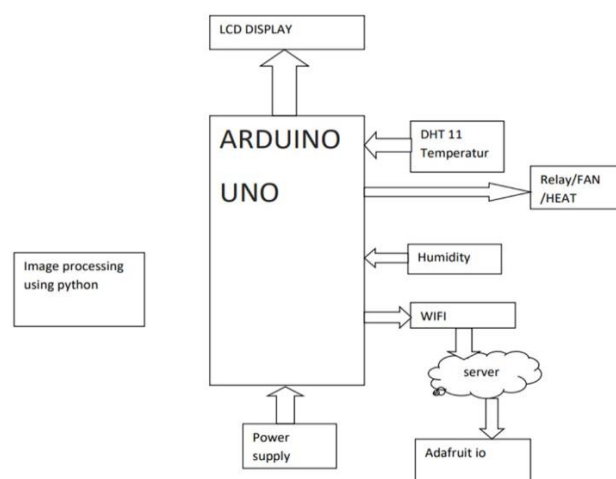 LCD DISPLAY
ARDUINO
UNO
DHT 11
Temperatur
Relay/FAN
/HEAT
Image processing
using python
Humidity
WIFI
server
Power
supply
Adafruit io